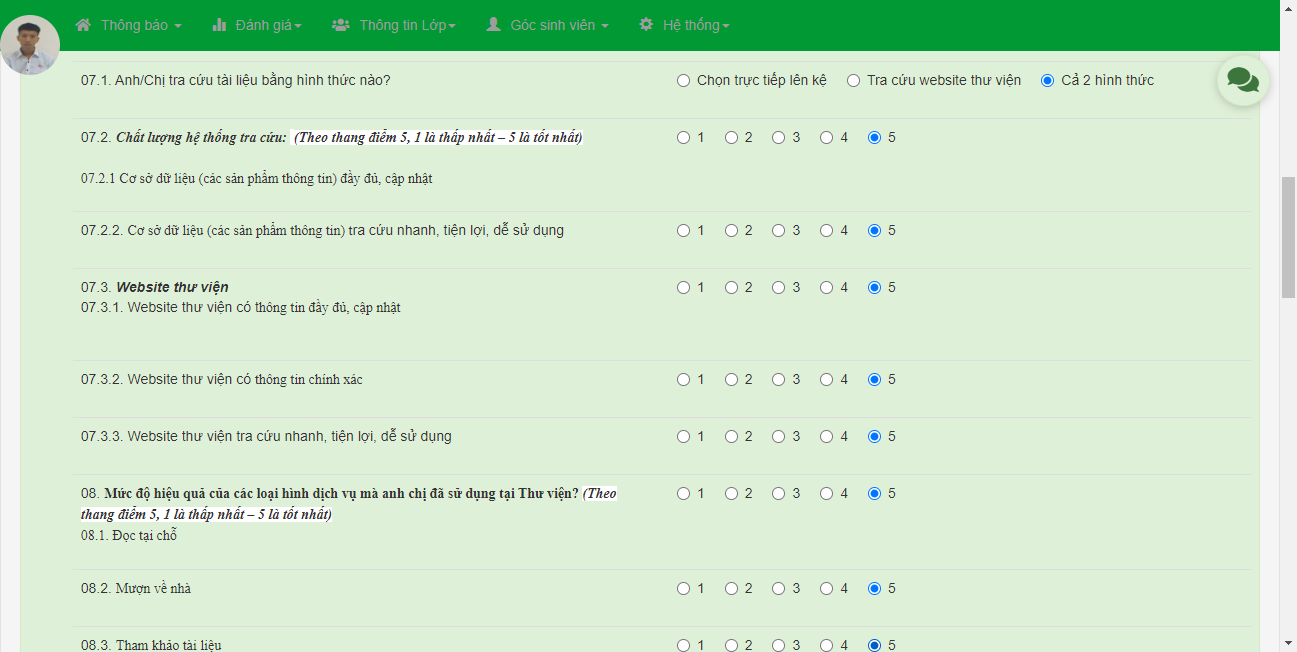 Thông báo Đánh giá Thông tin Lớp Góc sinh viên Hệ thống
07.1. Anh/Chị tra cứu tài liệu bằng hình thức nào? Chọn trực tiếp lên kệ Tra cứu website thư viện Cả 2 hình thức
07.2. Chất lượng hệ thống tra cứu: (Theo thang điểm 5, 1 là thấp nhất – 5 là tốt nhất) 1 2 3 4 5
07.2.1 Cơ sở dữ liệu (các sản phẩm thông tin) đầy đủ, cập nhật
07.2.2. Cơ sở dữ liệu (các sản phẩm thông tin) tra cứu nhanh, tiện lợi, dễ sử dụng 1 2 3 4 5
07.3. Website thư viện 1 2 3 4 5
07.3.1. Website thư viện có thông tin đầy đủ, cập nhật
07.3.2. Website thư viện có thông tin chính xác 1 2 3 4 5
07.3.3. Website thư viện tra cứu nhanh, tiện lợi, dễ sử dụng 1 2 3 4 5
08. Mức độ hiệu quả của các loại hình dịch vụ mà anh chị đã sử dụng tại Thư viện? (Theo 1 2 3 4 5
thang điểm 5, 1 là thấp nhất – 5 là tốt nhất)
08.1. Đọc tại chỗ
08.2. Mượn về nhà 1 2 3 4 5
08.3. Tham khảo tài liệu 1 2 3 4 5